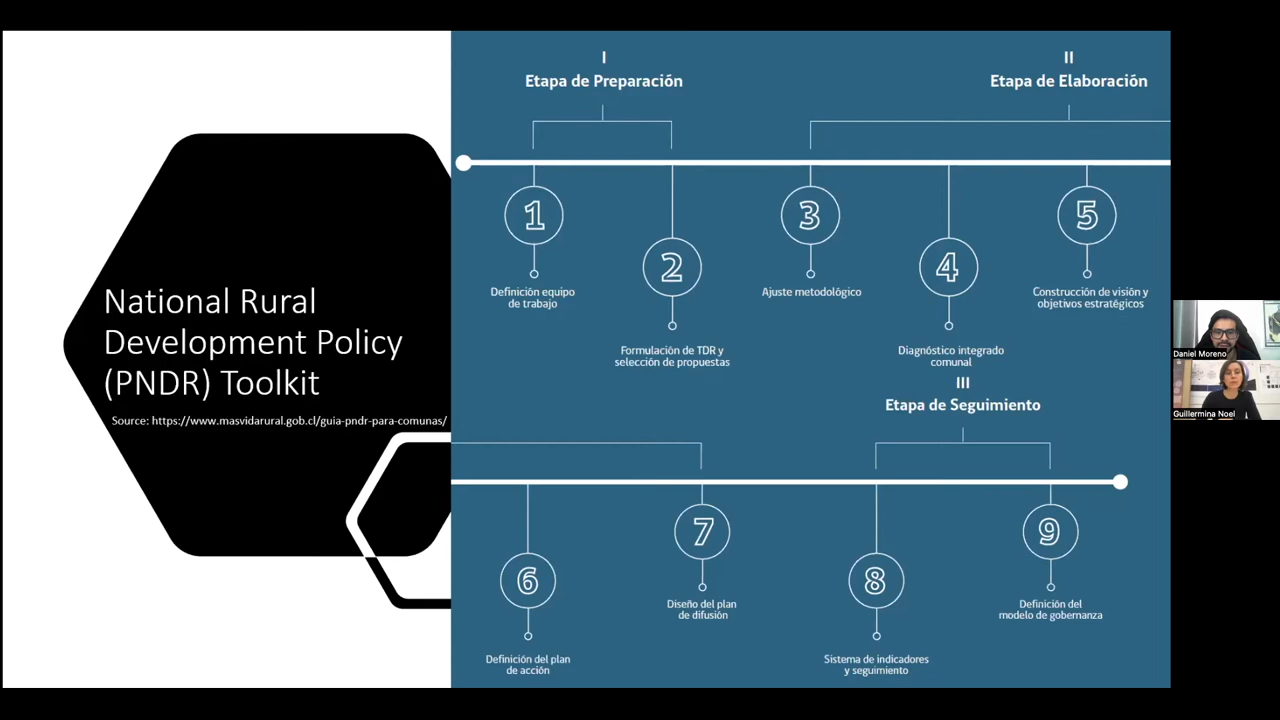 National Rural
Development Policy
(PNDR) Toolkit
Source: https://www.masvidarural.gob.cl/guia-pndr-para-comunas/
I
Etapa de Preparación
II
Etapa de Elaboración
1
Definición equipo
de trabajo
2
Formulación de TDR y
selección de propuestas
3
Ajuste metodológico
4
Diagnóstico integrado
comunal
5
Construcción de visión y
objetivos estratégicos
III
Etapa de Seguimiento
6
Definición del plan
de acción
7
Diseño del plan
de difusión
8
Sistema de indicadores
y seguimiento
9
Definición del
modelo de gobernanza
Daniel Moreno
Guillermina Noel